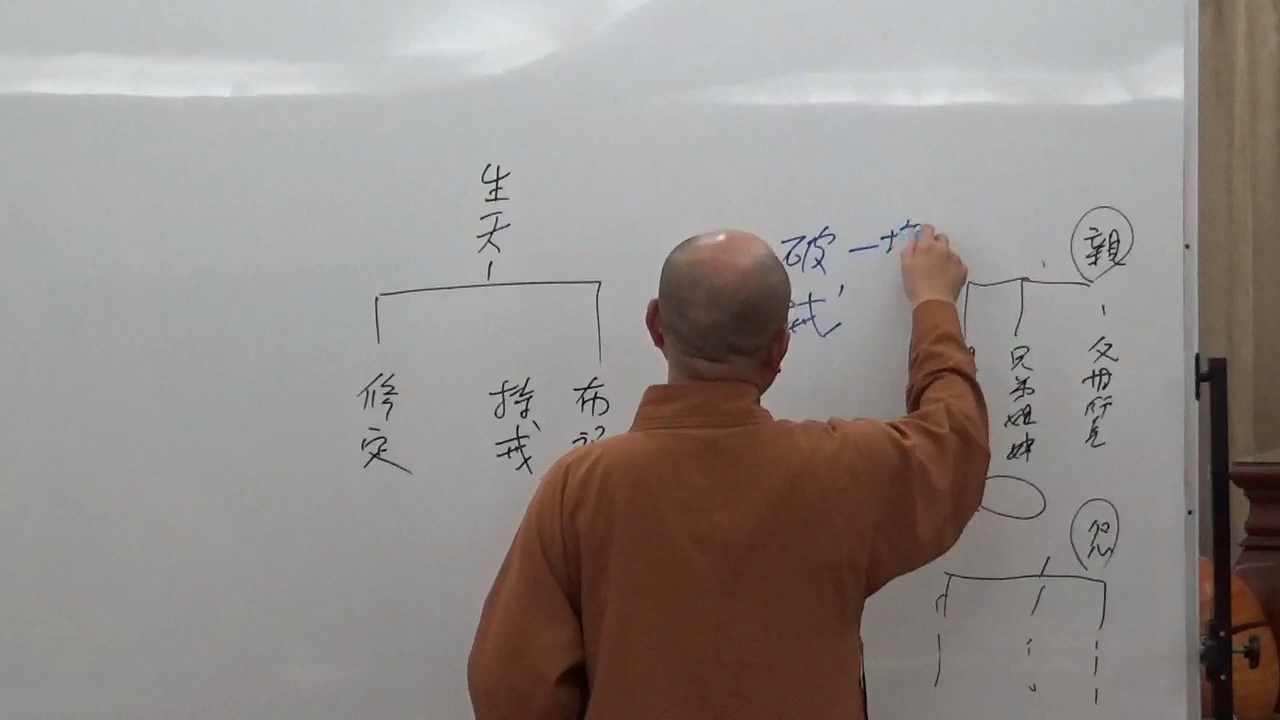 親
父母師長
兄弟姐妹
怨
破一
戒
生天
布
持戒
修定